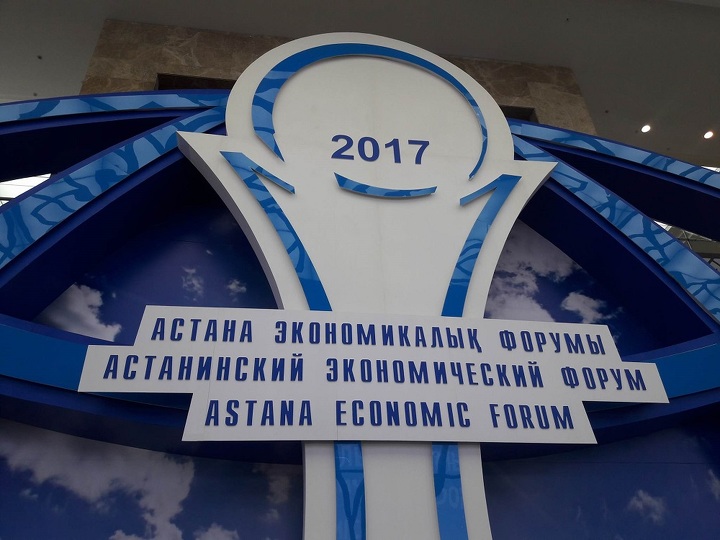 2017
АСТАНА ЭКОНОМИКАЛЫҚ ФОРУМЫ
АСТАНИНСКИЙ ЭКОНОМИЧЕСКИЙ ФОРУМ
ASTANA ECONOMIC FORUM